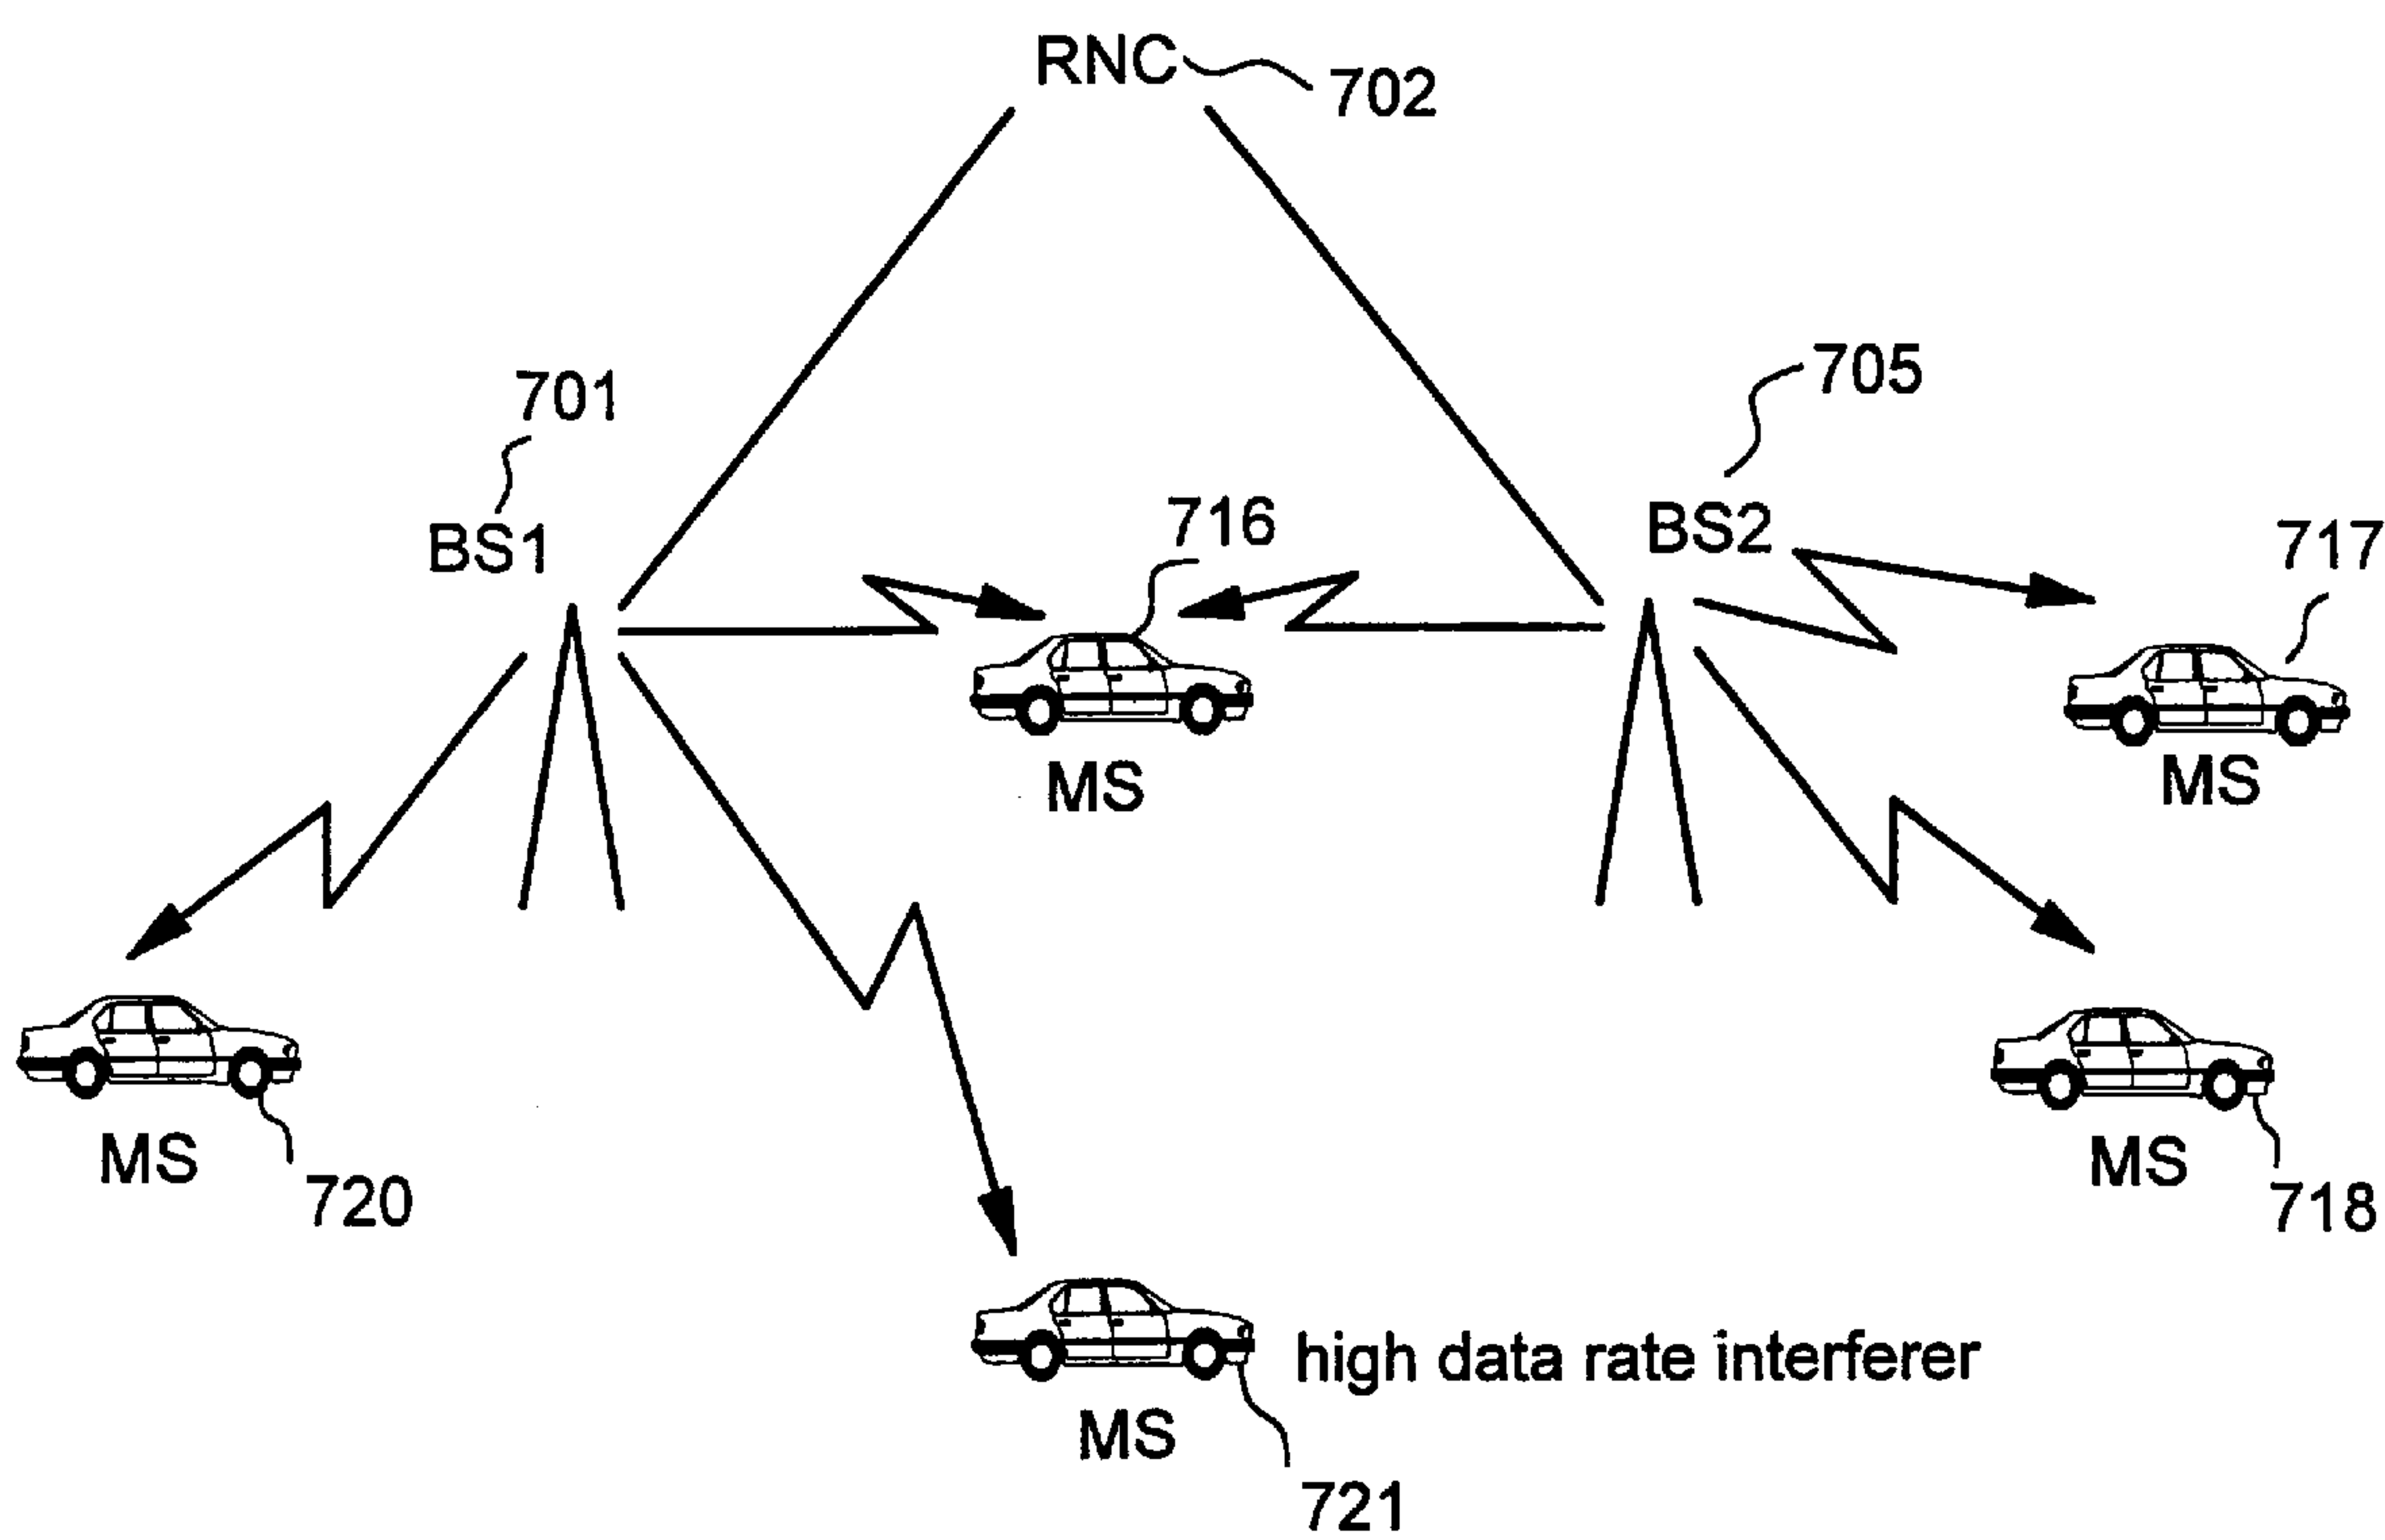 RNC
702
701
705
BS1
716
BS2
717
MS
MS
MS
720
MS
718
high data rate interferer
MS
721